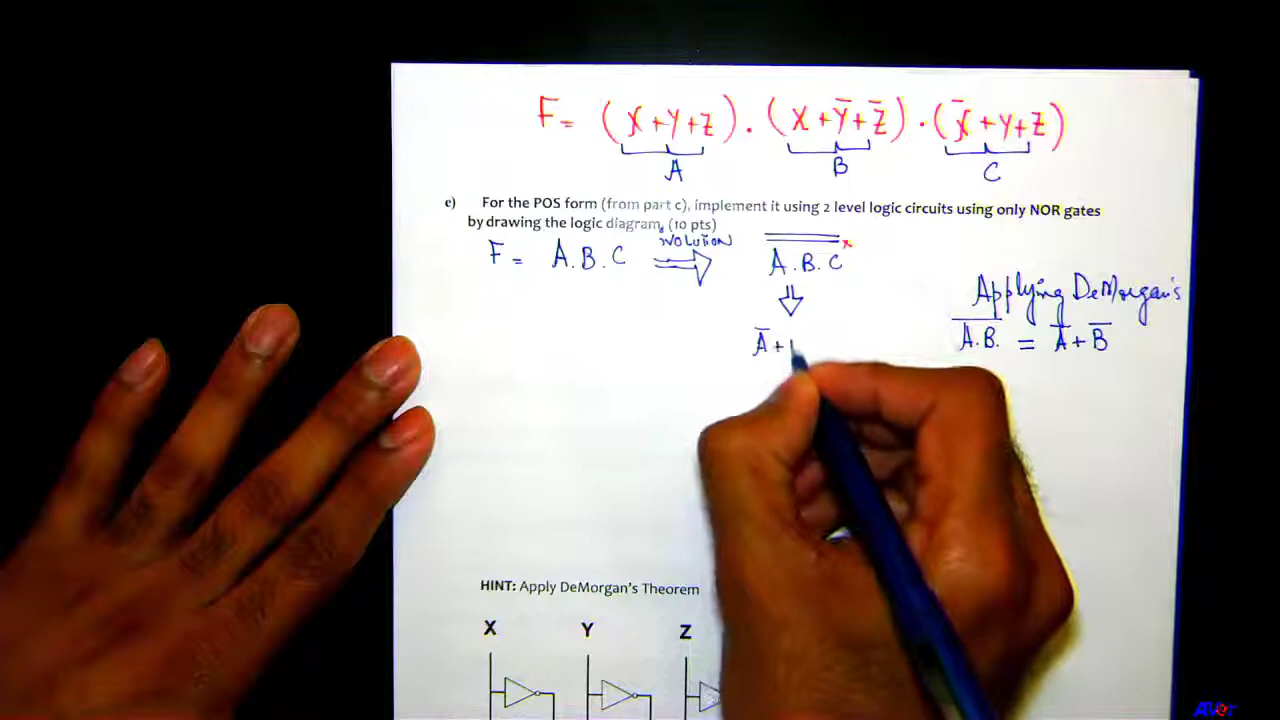 F = (X+Y+Z) . (X+Y̅+Z̅) . (X̅+Y+Z)
A B C
e) For the POS form (from part c), implement it using 2 level logic circuits using only NOR gates
by drawing the logic diagram. (10 pts)
F = A.B.C ⇒ A.B.C x
Applying DeMorgan's
A̅ + A̅.̅B̅. = A̅ + B̅
HINT: Apply DeMorgan's Theorem
X Y Z
AVer